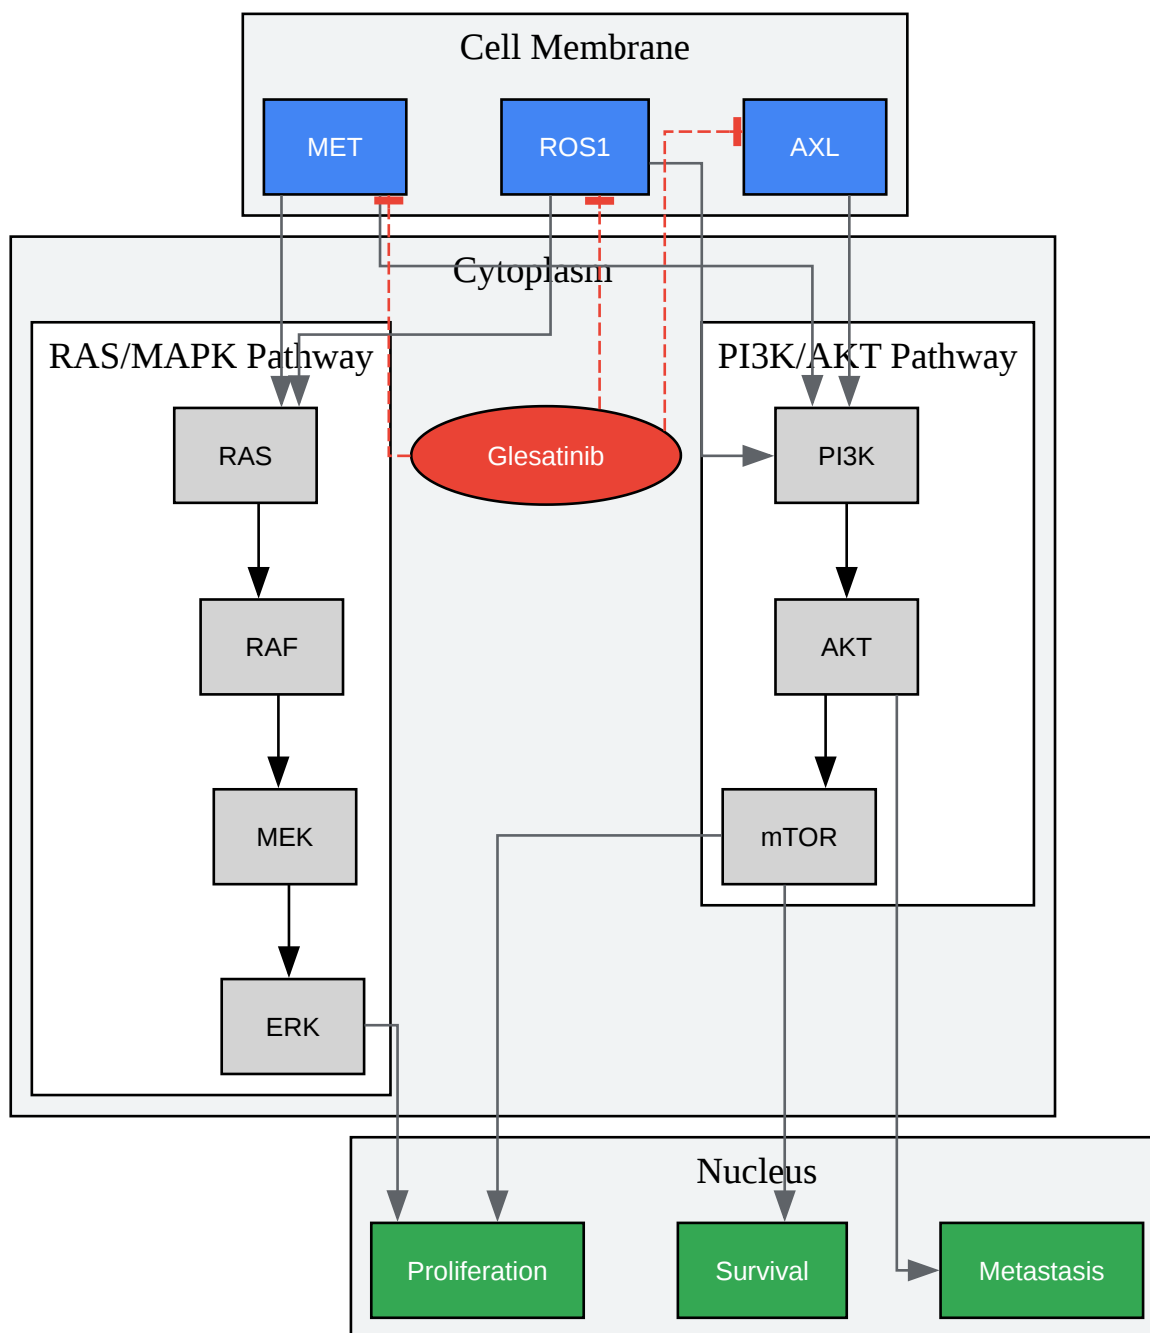 Cell Membrane
MET
ROS1
AXL
Cytoplasm
RAS/MAPK Pathway
PI3K/AKT Pathway
RAS
Glesatinib
PI3K
RAF
AKT
MEK
mTOR
ERK
Nucleus
Proliferation
Survival
Metastasis